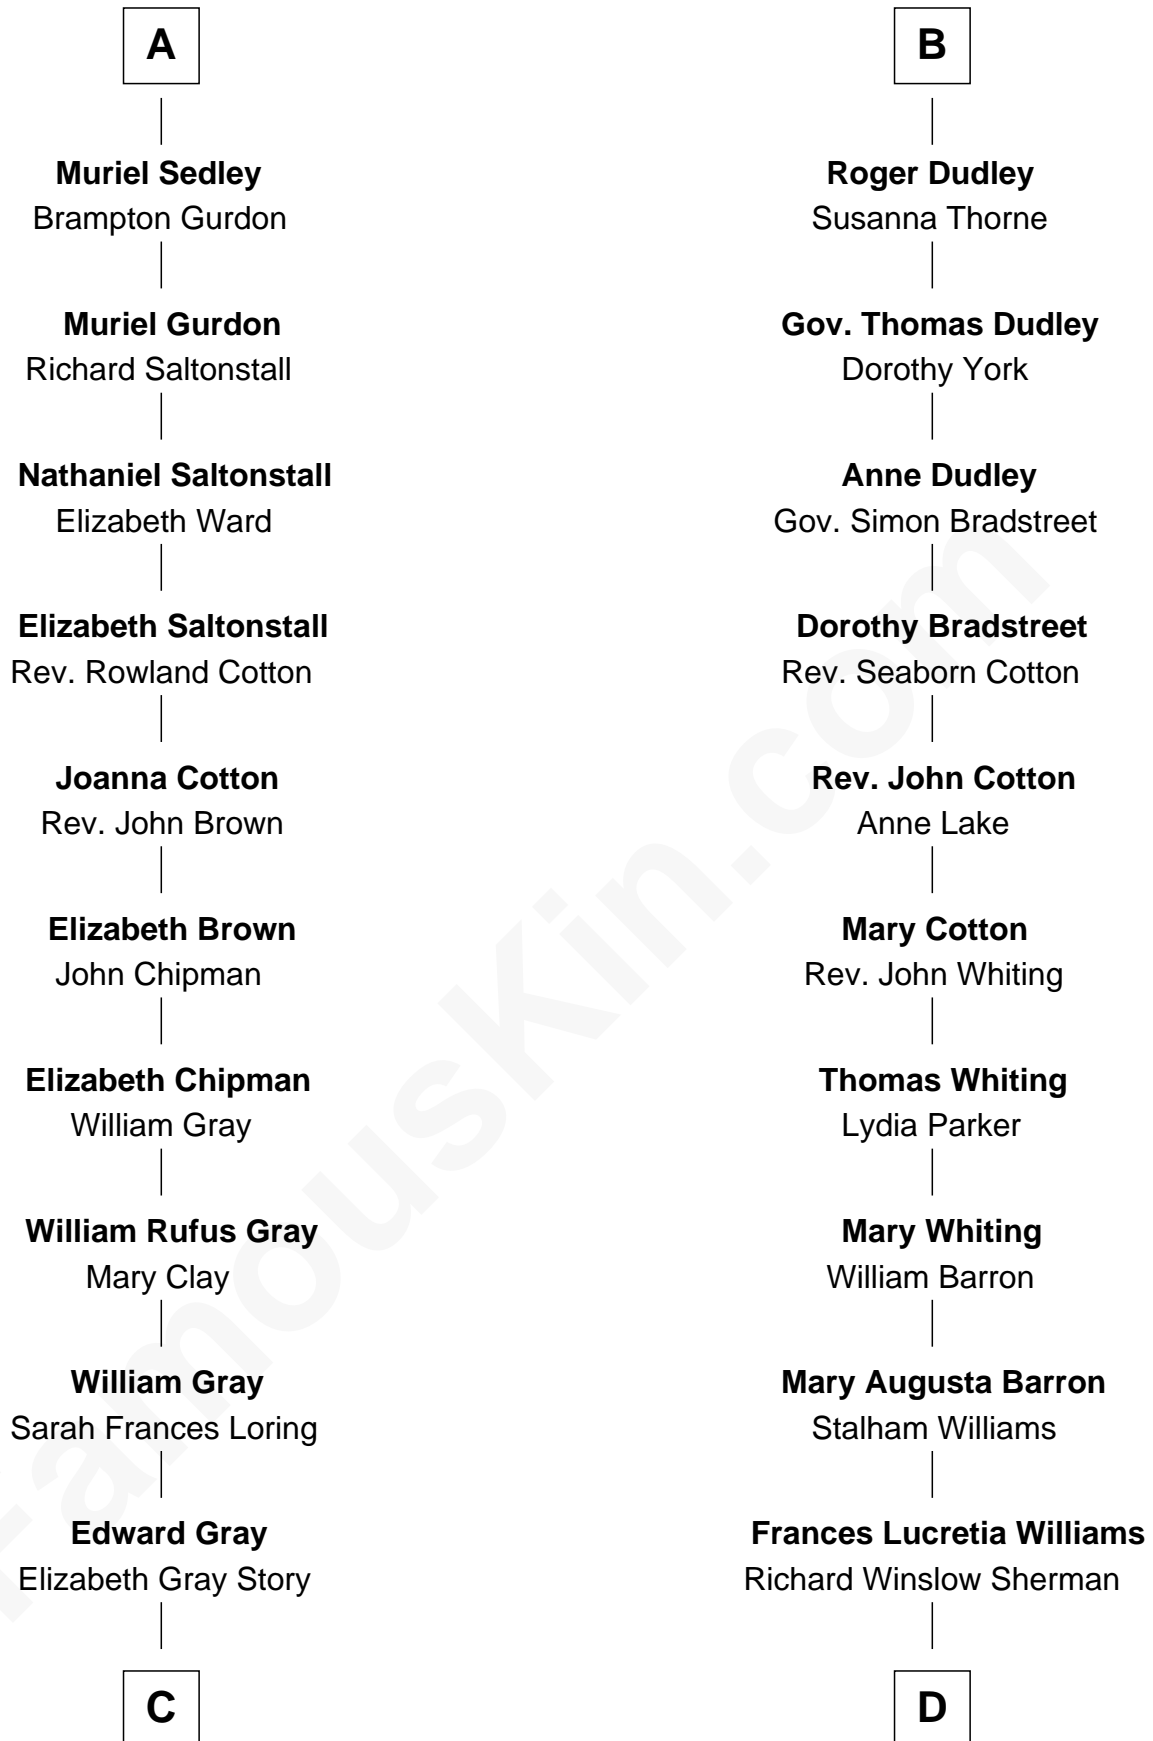 A
Muriel Sedley
Brampton Gurdon
Muriel Gurdon
Richard Saltonstall
Nathaniel Saltonstall
Elizabeth Ward
Elizabeth Saltonstall
Rev. Rowland Cotton
Joanna Cotton
Rev. John Brown
Elizabeth Brown
John Chipman
Elizabeth Chipman
William Gray
William Rufus Gray
Mary Clay
William Gray
Sarah Frances Loring
Edward Gray
Elizabeth Gray Story
C
B
Roger Dudley
Susanna Thorne
Gov. Thomas Dudley
Dorothy York
Anne Dudley
Gov. Simon Bradstreet
Dorothy Bradstreet
Rev. Seaborn Cotton
Rev. John Cotton
Anne Lake
Mary Cotton
Rev. John Whiting
Thomas Whiting
Lydia Parker
Mary Whiting
William Barron
Mary Augusta Barron
Stalham Williams
Frances Lucretia Williams
Richard Winslow Sherman
D
FamousKin.com